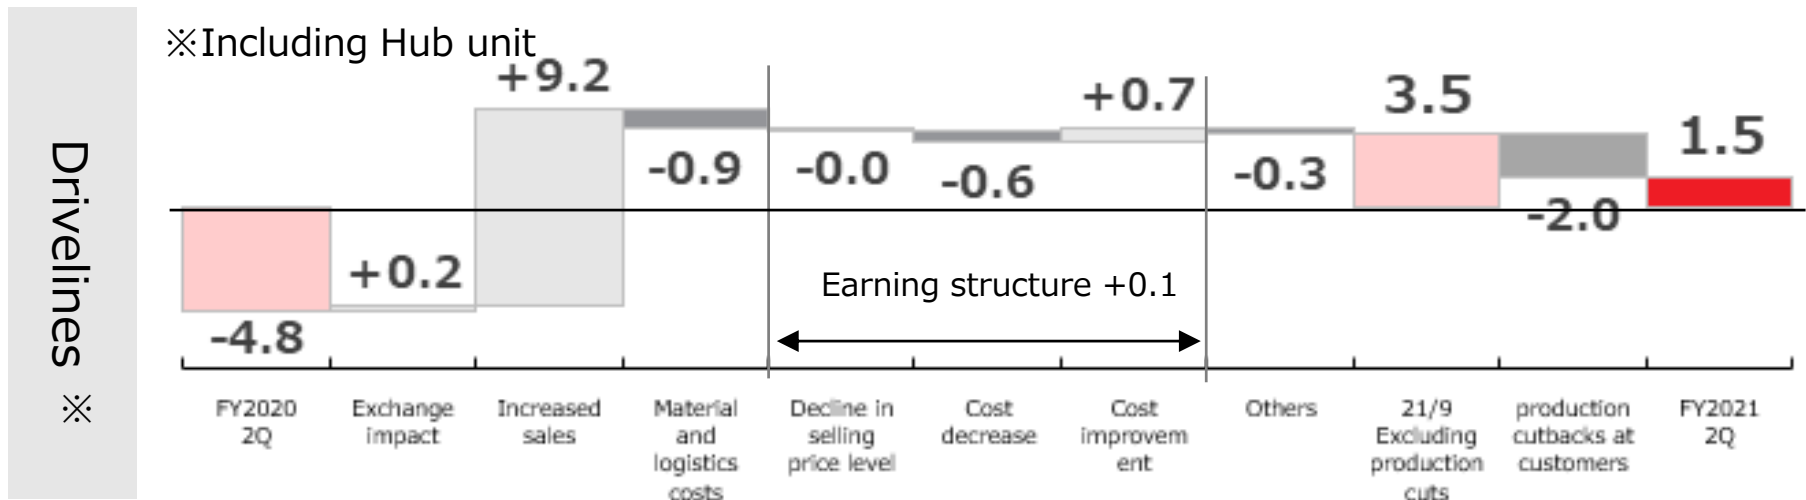 Drivelines ※
※Including Hub unit
+9.2
+0.7
3.5
1.5
-0.9
-0.0
-0.6
-0.3
-2.0
+0.2
-4.8
Earning structure +0.1
FY2020
2Q
Exchange
impact
Increased
sales
Material
and
logistics
costs
Decline in
selling
price level
Cost
decrease
Cost
improvem
ent
Others
21/9
Excluding
production
cuts
production
cutbacks at
customers
FY2021
2Q